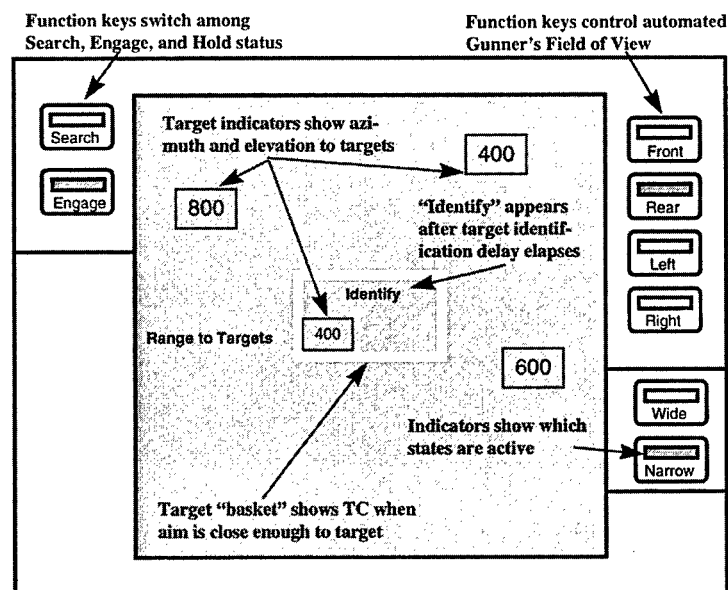 Function keys switch among
Search, Engage, and Hold status
Function keys control automated
Gunner's Field of View
Search
Engage
Target indicators show azi-
muth and elevation to targets
400
800
"Identify" appears
after target identif-
ication delay elapses
Identify
Range to Targets
400
600
Indicators show which
states are active
Target "basket" shows TC when
aim is close enough to target
Front
Rear
Left
Right
Wide
Narrow